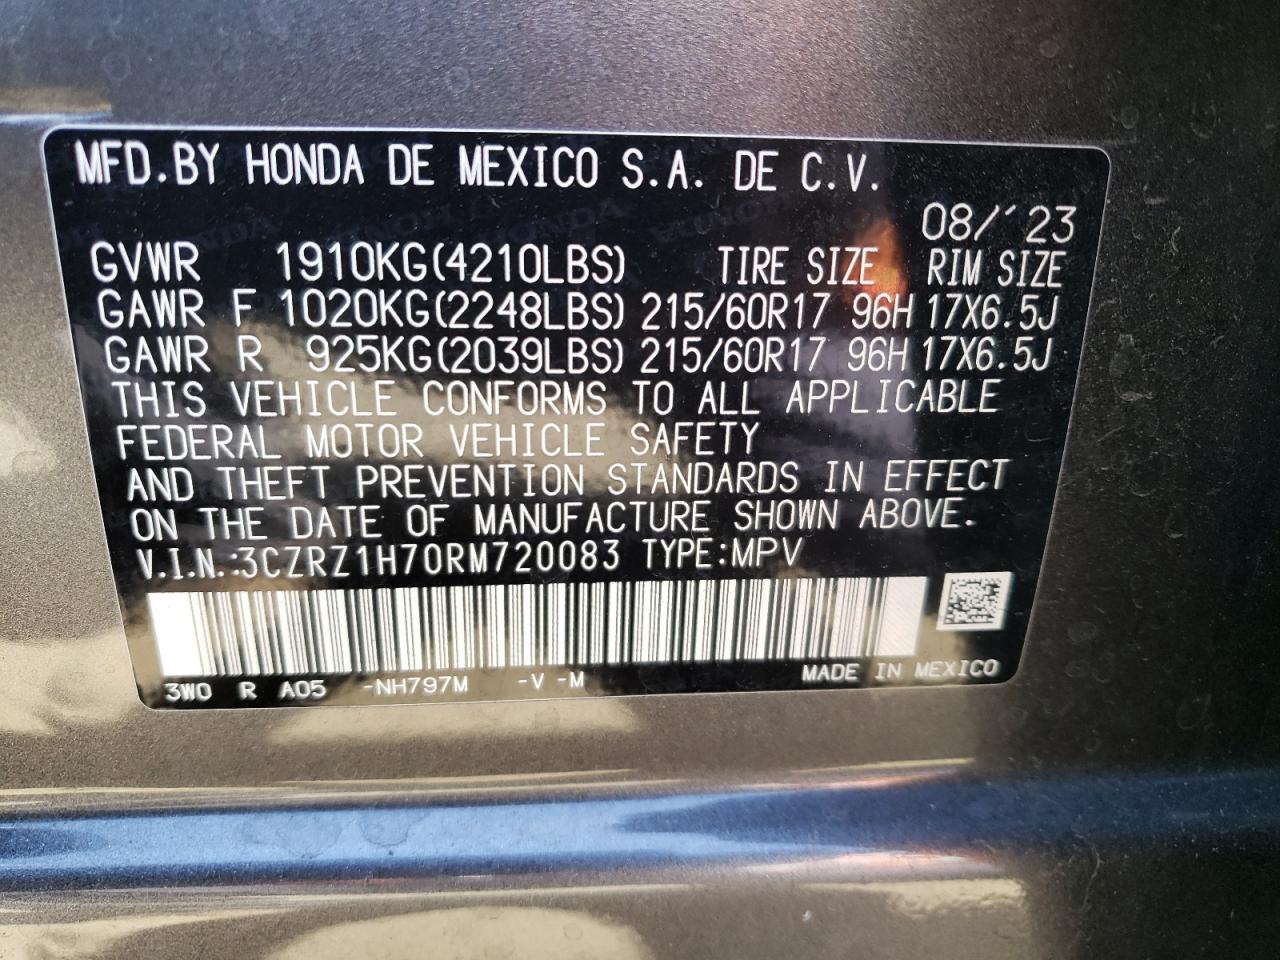 MFD.BY HONDA DE MEXICO S.A. DE C.V.
08/'23
GVWR 1910KG(4210LBS) TIRE SIZE RIM SIZE
GAWR F 1020KG(2248LBS) 215/60R17 96H 17X6.5J
GAWR R 925KG(2039LBS) 215/60R17 96H 17X6.5J
THIS VEHICLE CONFORMS TO ALL APPLICABLE
FEDERAL MOTOR VEHICLE SAFETY
AND THEFT PREVENTION STANDARDS IN EFFECT
ON THE DATE OF MANUFACTURE SHOWN ABOVE.
V.I.N.:3CZRZ1H70RM720083 TYPE:MPV
3W0 R A05 -NH797M -V -M MADE IN MEXICO